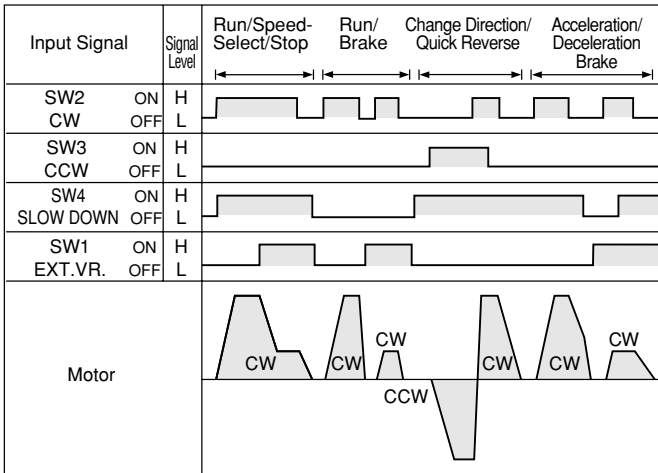 Input Signal
Signal
Level
Run/Speed-
Select/Stop
Run/
Brake
Change Direction/
Quick Reverse
Acceleration/
Deceleration
Brake
SW2 ON H
CW OFF L
SW3 ON H
CCW OFF L
SW4 ON H
SLOW DOWN OFF L
SW1 ON H
EXT.VR. OFF L
Motor
CW
CW
CW
CCW
CW
CW
CW